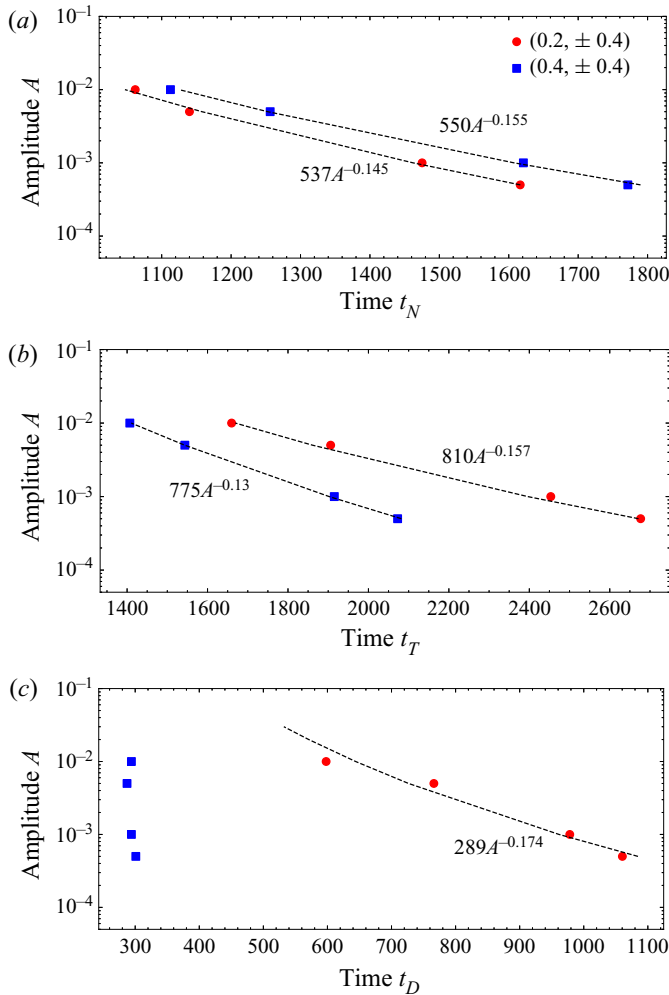 (a)
10⁻¹
10⁻²
10⁻³
10⁻⁴
Amplitude A
(0.2, ± 0.4)
(0.4, ± 0.4)
550A⁻⁰·¹⁵⁵
537A⁻⁰·¹⁴⁵
1100 1200 1300 1400 1500 1600 1700 1800
Time t_N
(b)
10⁻¹
10⁻²
10⁻³
10⁻⁴
Amplitude A
810A⁻⁰·¹⁵⁷
775A⁻⁰·¹³
1400 1600 1800 2000 2200 2400 2600
Time t_T
(c)
10⁻¹
10⁻²
10⁻³
10⁻⁴
Amplitude A
289A⁻⁰·¹⁷⁴
300 400 500 600 700 800 900 1000 1100
Time t_D